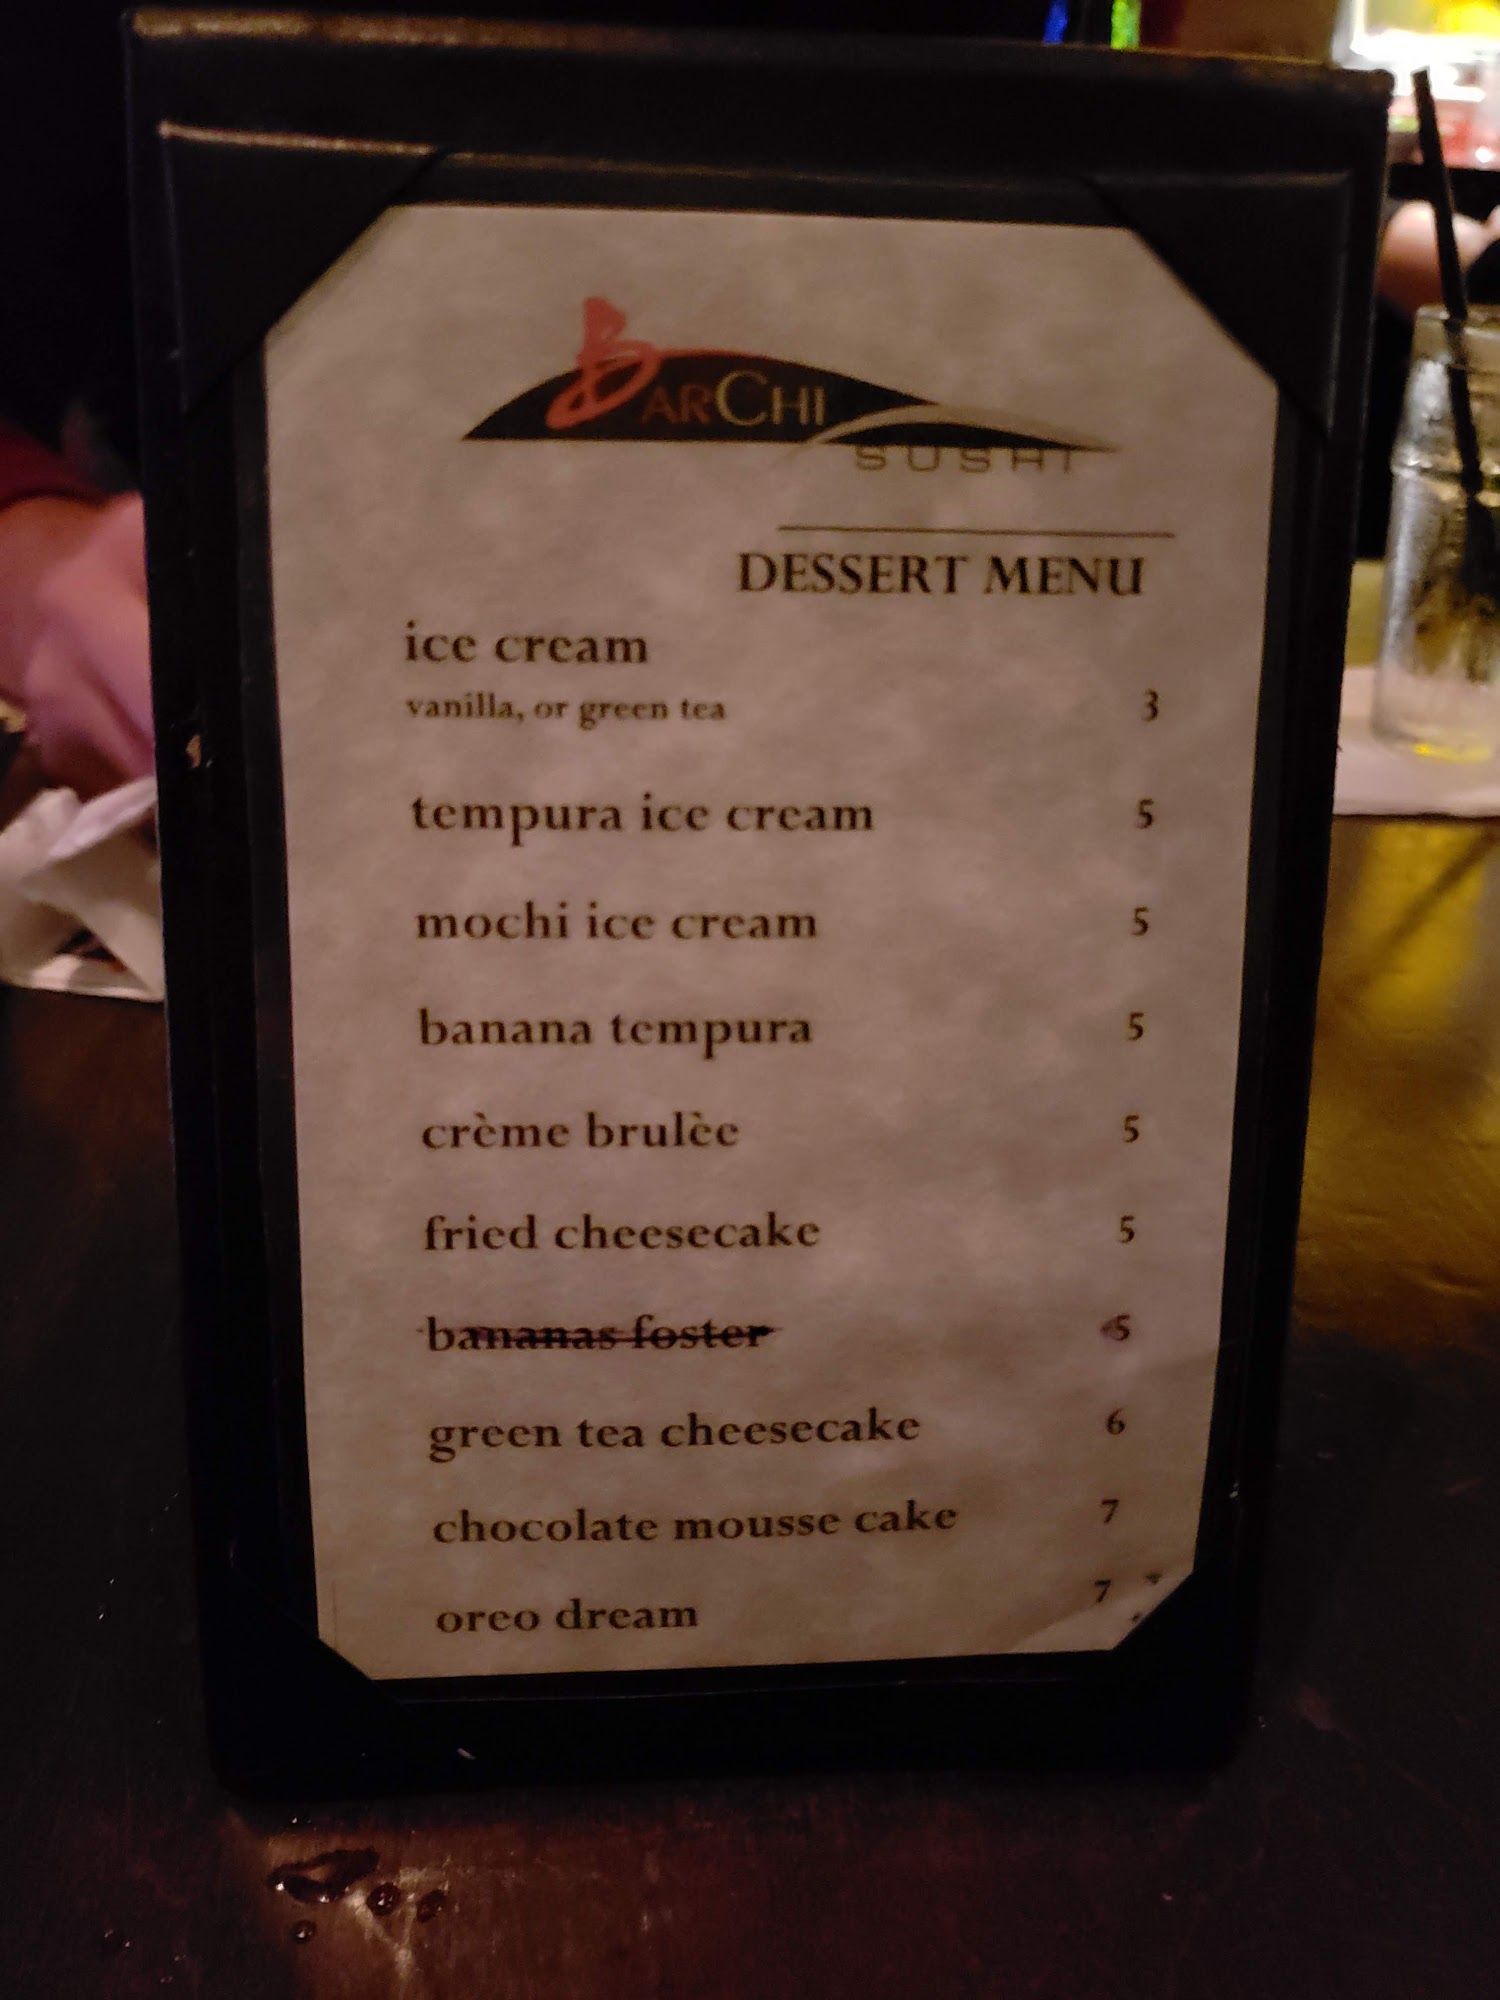 BARCHI
SUSHI
DESSERT MENU
ice cream
vanilla, or green tea 3
tempura ice cream 5
mochi ice cream 5
banana tempura 5
crème brulèe 5
fried cheesecake 5
bananas foster 5
green tea cheesecake 6
chocolate mousse cake 7
oreo dream 7